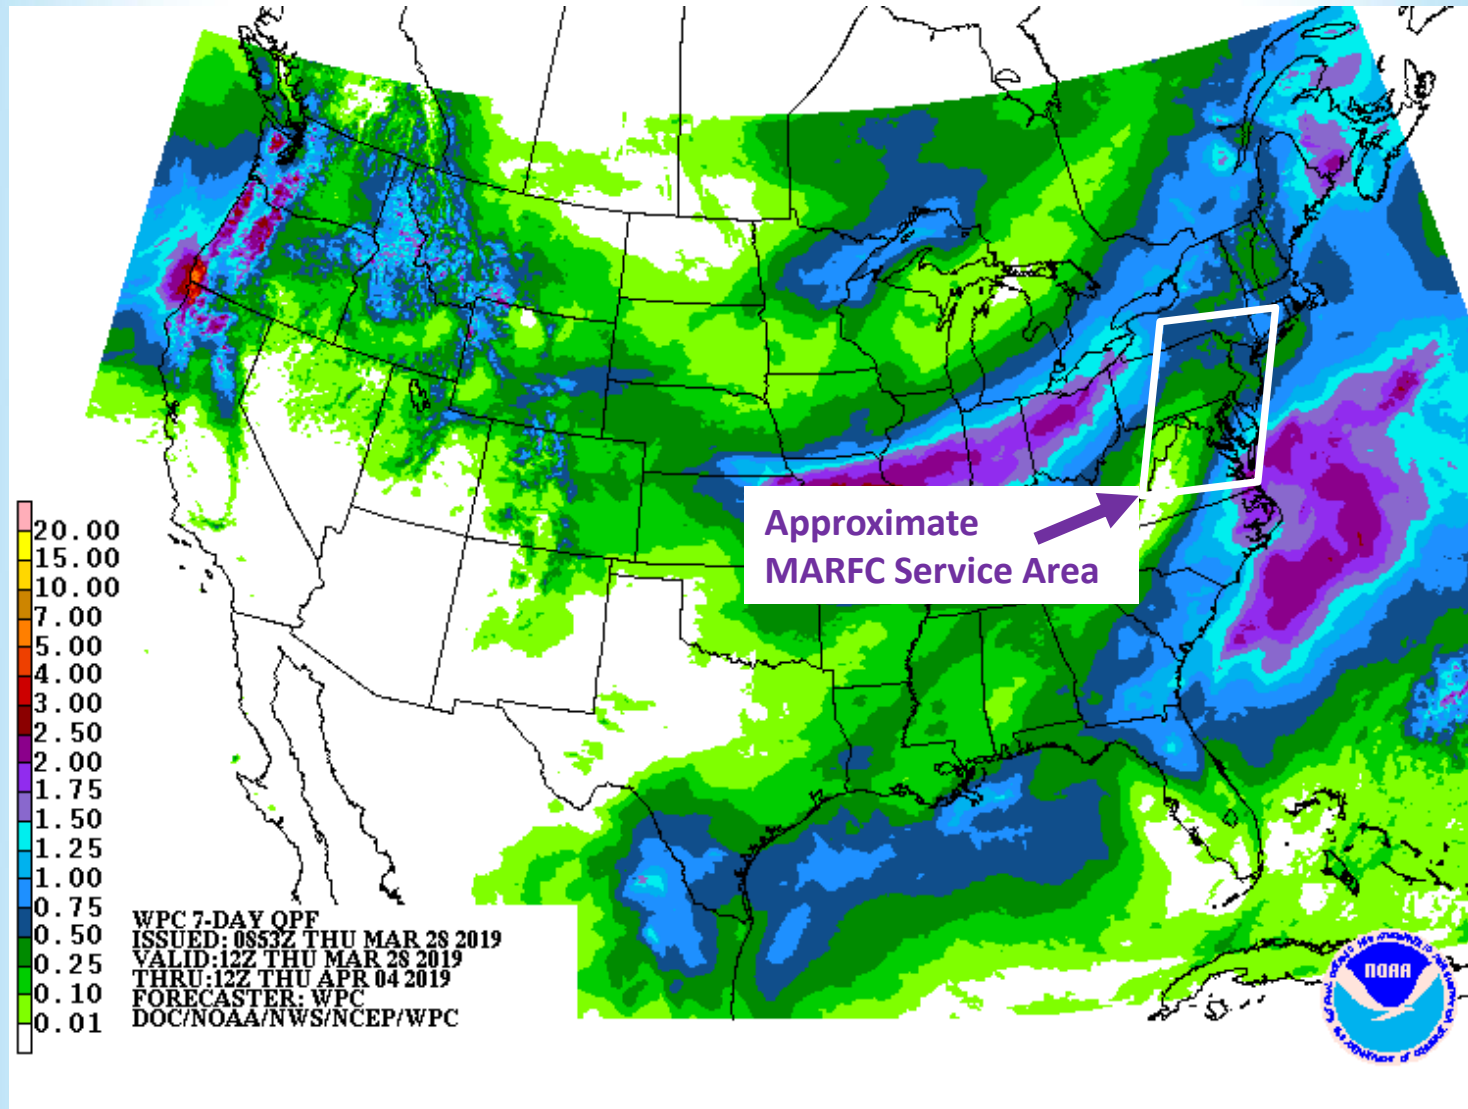 Approximate
MARFC Service Area
20.00
15.00
10.00
7.00
5.00
4.00
3.00
2.50
2.00
1.75
1.50
1.25
1.00
0.75
0.50
0.25
0.10
0.01
WPC 7-DAY QPF
ISSUED: 0853Z THU MAR 28 2019
VALID:12Z THU MAR 28 2019
THRU:12Z THU APR 04 2019
FORECASTER: WPC
DOC/NOAA/NWS/NCEP/WPC
NOAA